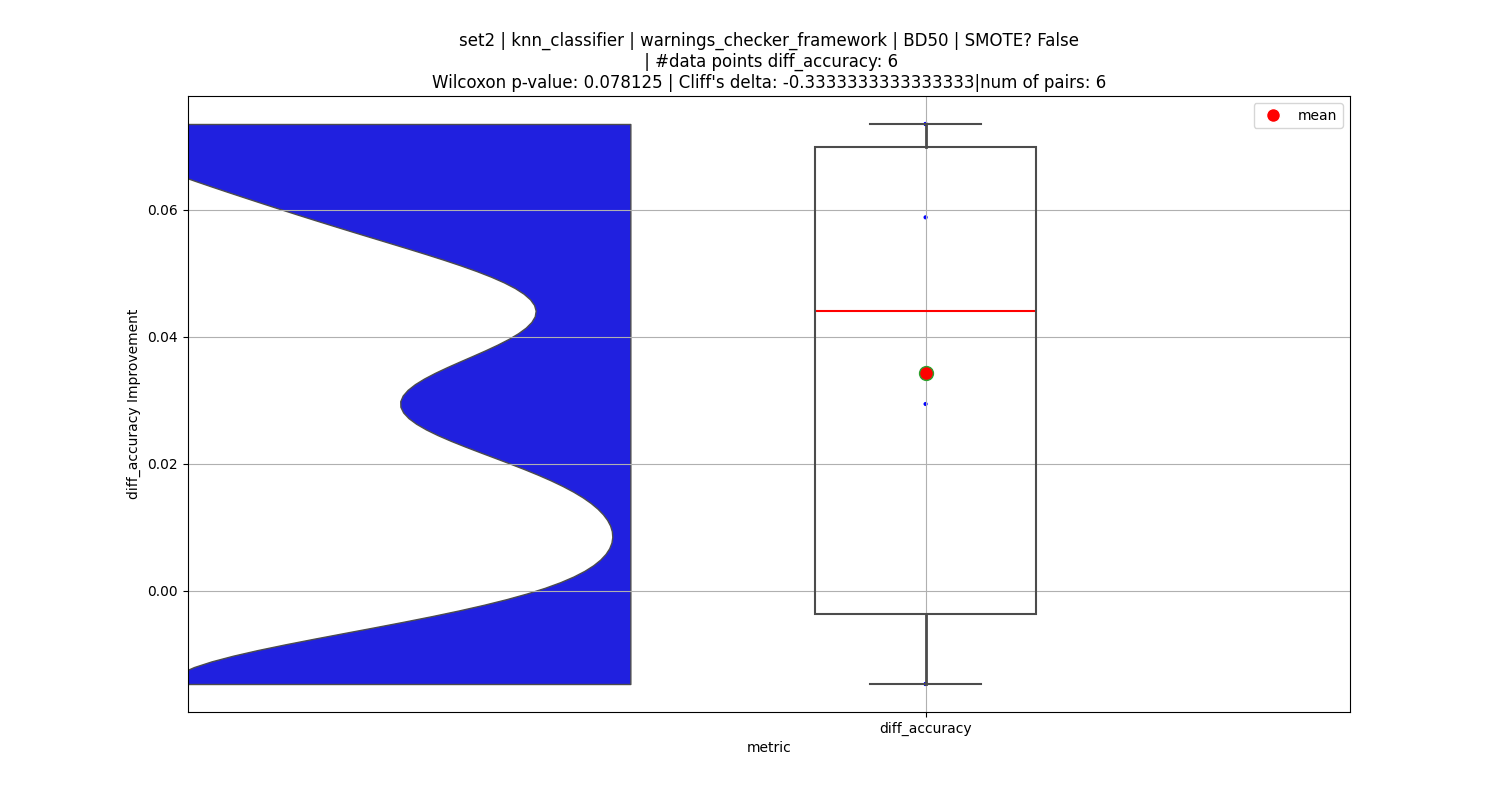 set2 | knn_classifier | warnings_checker_framework | BD50 | SMOTE? False
| #data points diff_accuracy: 6
Wilcoxon p-value: 0.078125 | Cliff's delta: -0.3333333333333333|num of pairs: 6
mean
0.06
0.04
0.02
0.00
diff_accuracy Improvement
diff_accuracy
metric